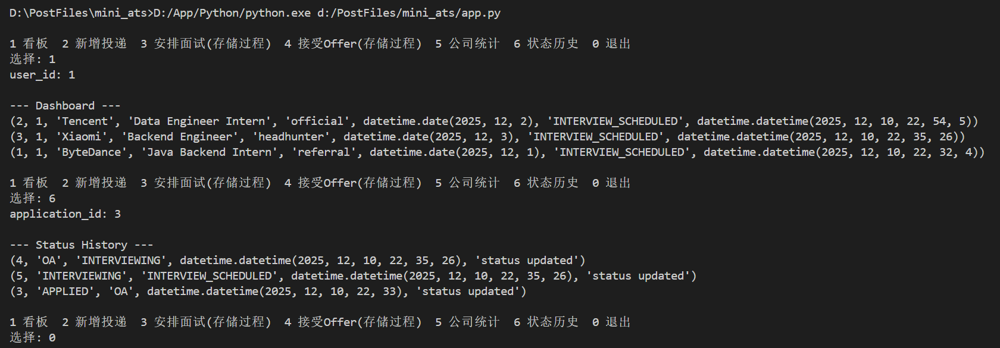 D:\PostFiles\mini_ats>D:/App/Python/python.exe d:/PostFiles/mini_ats/app.py
1 看板  2 新增投递  3 安排面试(存储过程)  4 接受Offer(存储过程)  5 公司统计  6 状态历史  0 退出
选择: 1
user_id: 1
--- Dashboard ---
(2, 1, 'Tencent', 'Data Engineer Intern', 'official', datetime.date(2025, 12, 2), 'INTERVIEW_SCHEDULED', datetime.datetime(2025, 12, 10, 22, 54, 5))
(3, 1, 'Xiaomi', 'Backend Engineer', 'headhunter', datetime.date(2025, 12, 3), 'INTERVIEW_SCHEDULED', datetime.datetime(2025, 12, 10, 22, 35, 26))
(1, 1, 'ByteDance', 'Java Backend Intern', 'referral', datetime.date(2025, 12, 1), 'INTERVIEW_SCHEDULED', datetime.datetime(2025, 12, 10, 22, 32, 4))
1 看板  2 新增投递  3 安排面试(存储过程)  4 接受Offer(存储过程)  5 公司统计  6 状态历史  0 退出
选择: 6
application_id: 3
--- Status History ---
(4, 'OA', 'INTERVIEWING', datetime.datetime(2025, 12, 10, 22, 35, 26), 'status updated')
(5, 'INTERVIEWING', 'INTERVIEW_SCHEDULED', datetime.datetime(2025, 12, 10, 22, 35, 26), 'status updated')
(3, 'APPLIED', 'OA', datetime.datetime(2025, 12, 10, 22, 33), 'status updated')
1 看板  2 新增投递  3 安排面试(存储过程)  4 接受Offer(存储过程)  5 公司统计  6 状态历史  0 退出
选择: 0